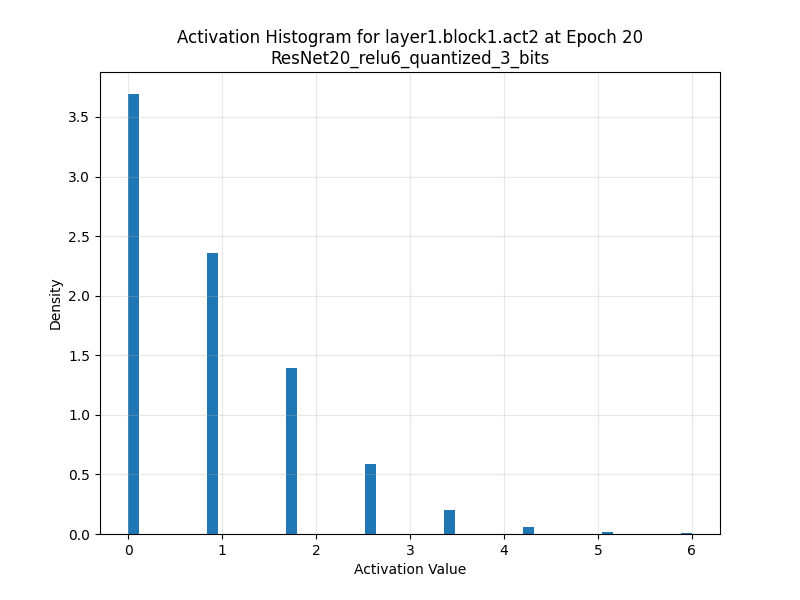 Activation Histogram for layer1.block1.act2 at Epoch 20
ResNet20_relu6_quantized_3_bits
3.5
3.0
2.5
2.0
1.5
1.0
0.5
0.0
Density
0 1 2 3 4 5 6
Activation Value